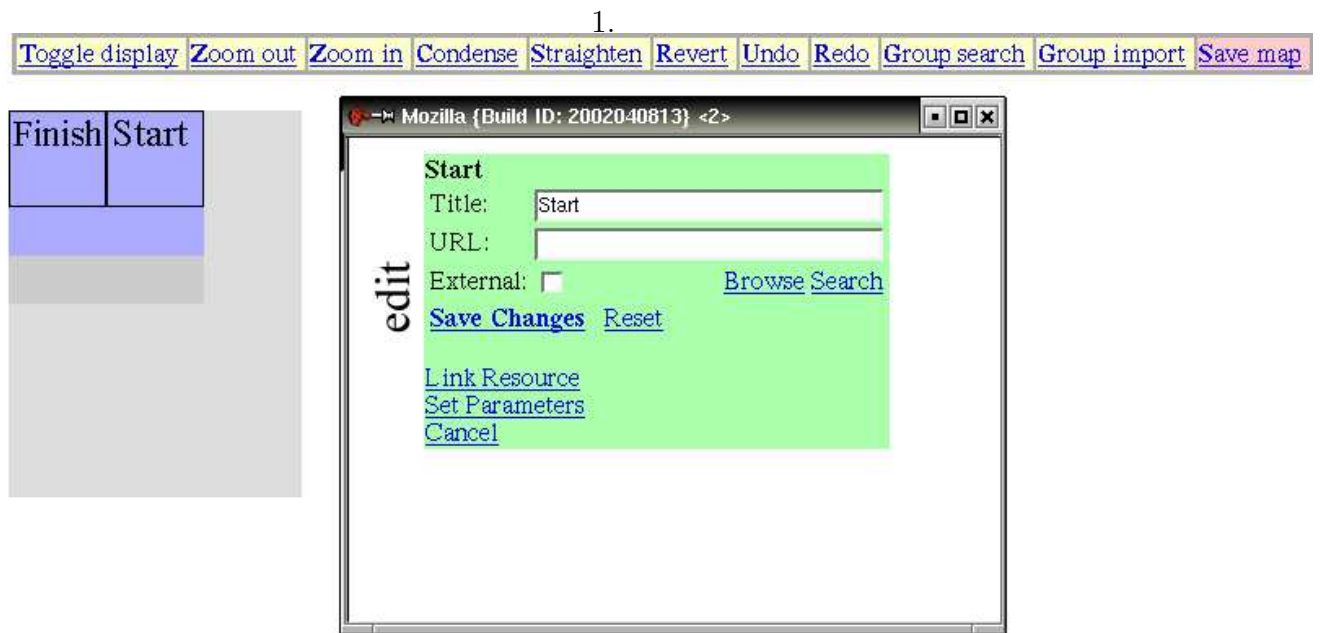 1.
Toggle display Zoom out Zoom in Condense Straighten Revert Undo Redo Group search Group import Save map
Finish Start
Mozilla {Build ID: 2002040813} <2>
edit
Start
Title: Start
URL:
External: Browse Search
Save Changes Reset
Link Resource
Set Parameters
Cancel